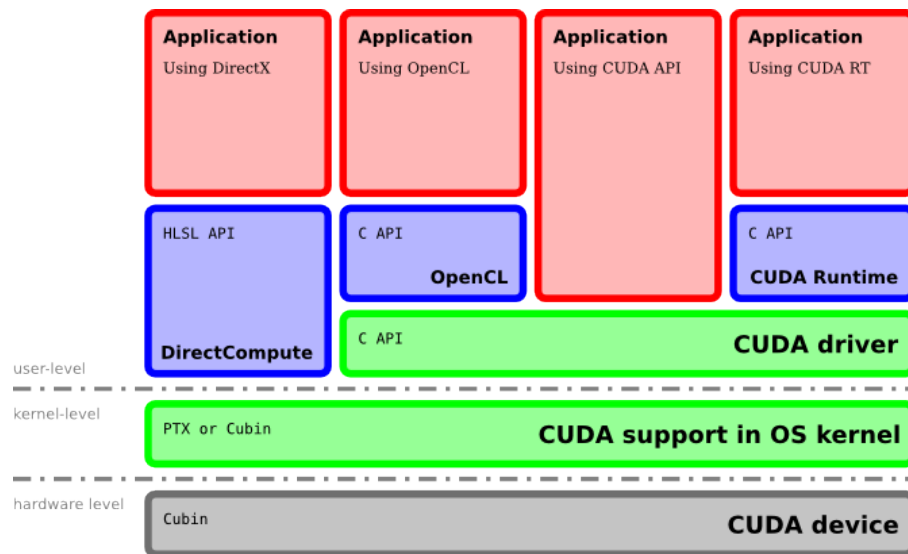 Application
Using DirectX
Application
Using OpenCL
Application
Using CUDA API
Application
Using CUDA RT
HLSL API
DirectCompute
C API
OpenCL
C API
CUDA Runtime
C API
CUDA driver
user-level
kernel-level
PTX or Cubin
CUDA support in OS kernel
hardware level
Cubin
CUDA device